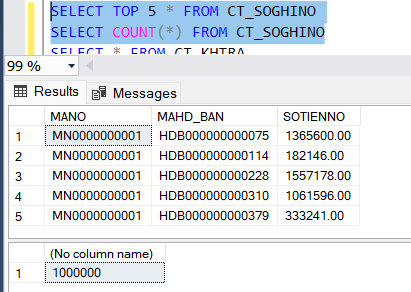 SELECT TOP 5 * FROM CT_SOGHINO
SELECT COUNT(*) FROM CT_SOGHINO
SELECT * FROM CT_KHTRA
99 %
Results Messages
MANO MAHD_BAN SOTIENNO
1 MN0000000001 HDB000000000075 1365600.00
2 MN0000000001 HDB000000000114 182146.00
3 MN0000000001 HDB000000000228 1557178.00
4 MN0000000001 HDB000000000310 1061596.00
5 MN0000000001 HDB000000000379 333241.00
(No column name)
1 1000000